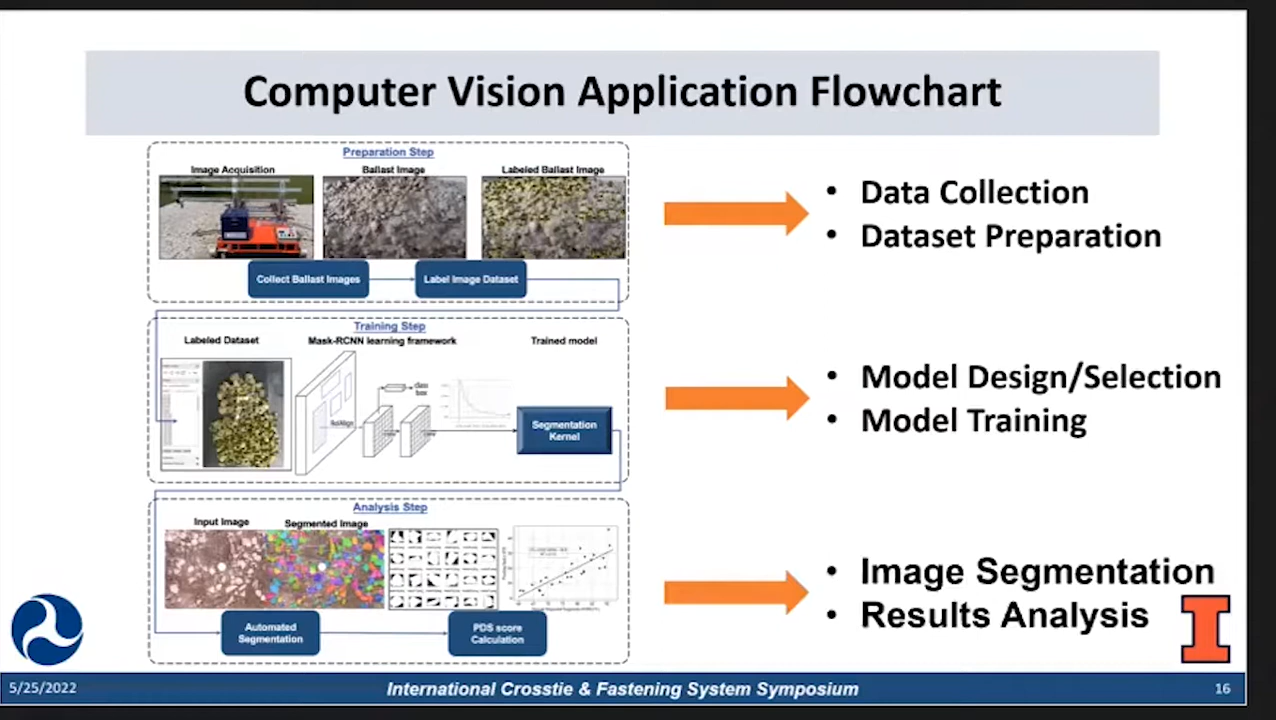 Computer Vision Application Flowchart
Preparation Step
Image Acquisition
Ballast Image
Labeled Ballast Image
Collect Ballast Images
Label Image Dataset
Data Collection
Dataset Preparation
Training Step
Labeled Dataset
Mask-RCNN learning framework
Trained model
class
box
RoIAlign
Segmentation
Kernel
Model Design/Selection
Model Training
Analysis Step
Input Image
Segmented Image
Automated
Segmentation
PDS score
Calculation
Image Segmentation
Results Analysis
5/25/2022
International Crosstie & Fastening System Symposium
16